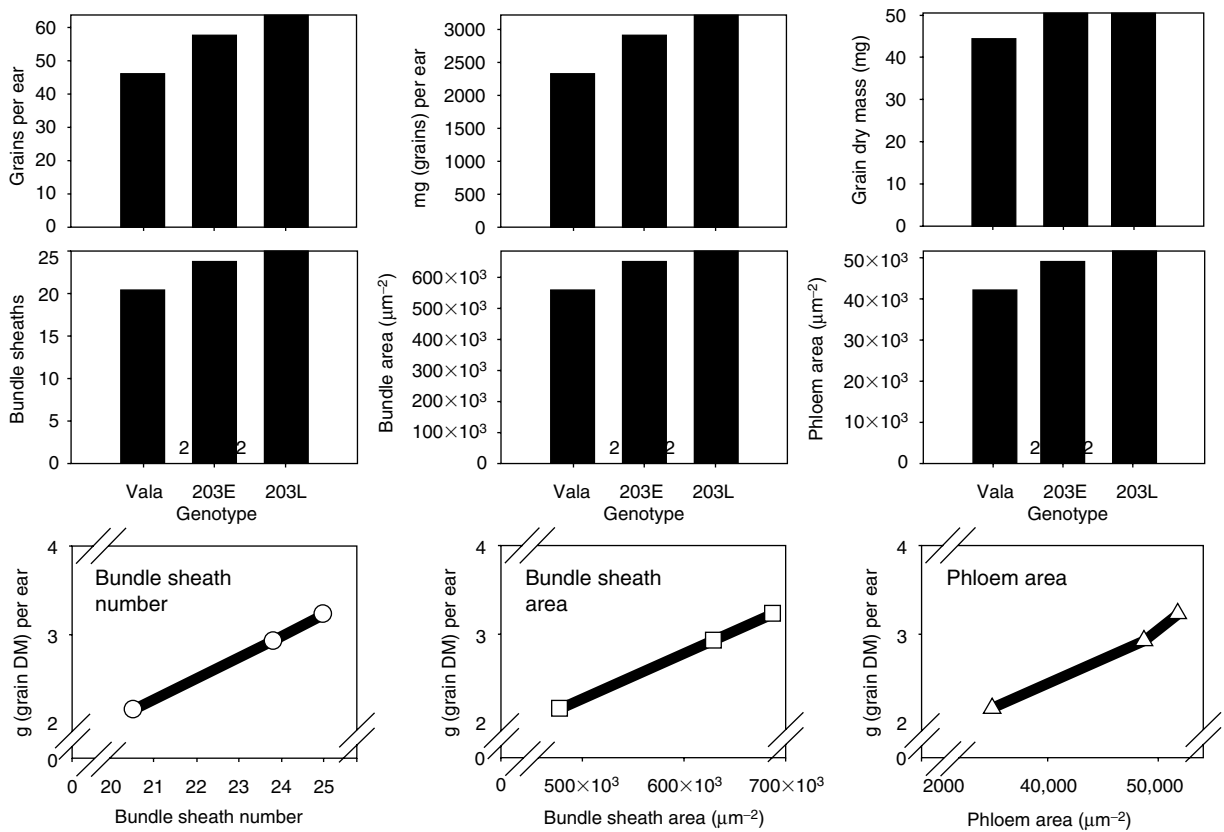 Grains per ear
60
50
40
30
20
10
0
mg (grains) per ear
3000
2500
2000
1500
1000
500
0
Grain dry mass (mg)
50
40
30
20
10
0
Bundle sheaths
25
20
15
10
5
0
2 2
Vala 203E 203L
Genotype
Bundle area (μm⁻²)
600×10³
500×10³
400×10³
300×10³
200×10³
100×10³
0
2 2
Vala 203E 203L
Genotype
Phloem area (μm⁻²)
50×10³
40×10³
30×10³
20×10³
10×10³
0
2 2
Vala 203E 203L
Genotype
g (grain DM) per ear
4
3
2
0
Bundle sheath
number
0 20 21 22 23 24 25
Bundle sheath number
g (grain DM) per ear
4
3
2
0
Bundle sheath
area
0 500×10³ 600×10³ 700×10³
Bundle sheath area (μm⁻²)
g (grain DM) per ear
4
3
2
0
Phloem area
2000 40,000 50,000
Phloem area (μm⁻²)